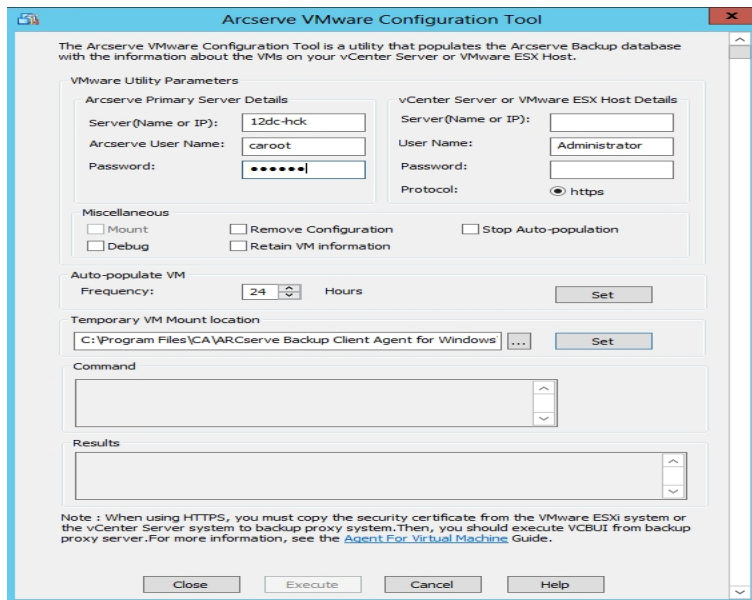 Arcserve VMware Configuration Tool
x
The Arcserve VMware Configuration Tool is a utility that populates the Arcserve Backup database
with the information about the VMs on your vCenter Server or VMware ESX Host.
VMware Utility Parameters
Arcserve Primary Server Details
Server(Name or IP): 12dc-hck
Arcserve User Name: caroot
Password: ●●●●●●
vCenter Server or VMware ESX Host Details
Server(Name or IP):
User Name: Administrator
Password:
Protocol: https
Miscellaneous
Mount Remove Configuration Stop Auto-population
Debug Retain VM information
Auto-populate VM
Frequency: 24 Hours Set
Temporary VM Mount location
C:\Program Files\CA\ARCserve Backup Client Agent for Windows\ ... Set
Command
Results
Note : When using HTTPS, you must copy the security certificate from the VMware ESXi system or
the vCenter Server system to backup proxy system.Then, you should execute VCBUI from backup
proxy server.For more information, see the Agent For Virtual Machine Guide.
Close Execute Cancel Help